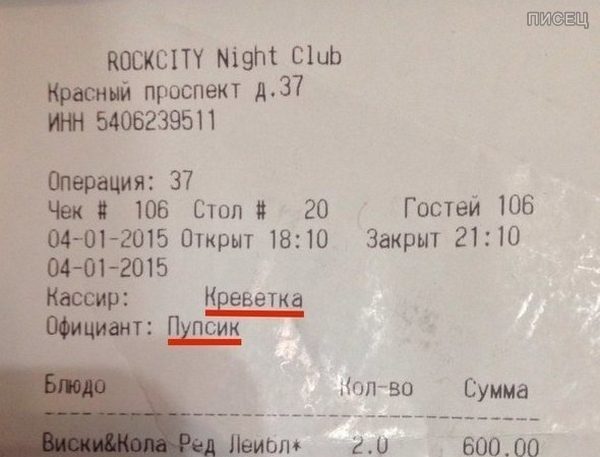 ПИСЕЦ
ROCKCITY Night Club
Красный проспект д.37
ИНН 5406239511
Операция: 37
Чек # 106 Стол # 20 Гостей 106
04-01-2015 Открыт 18:10 Закрыт 21:10
04-01-2015
Кассир: Креветка
Официант: Пупсик
Блюдо Кол-во Сумма
Виски&Кола Ред Лейбл* 2.0 600.00